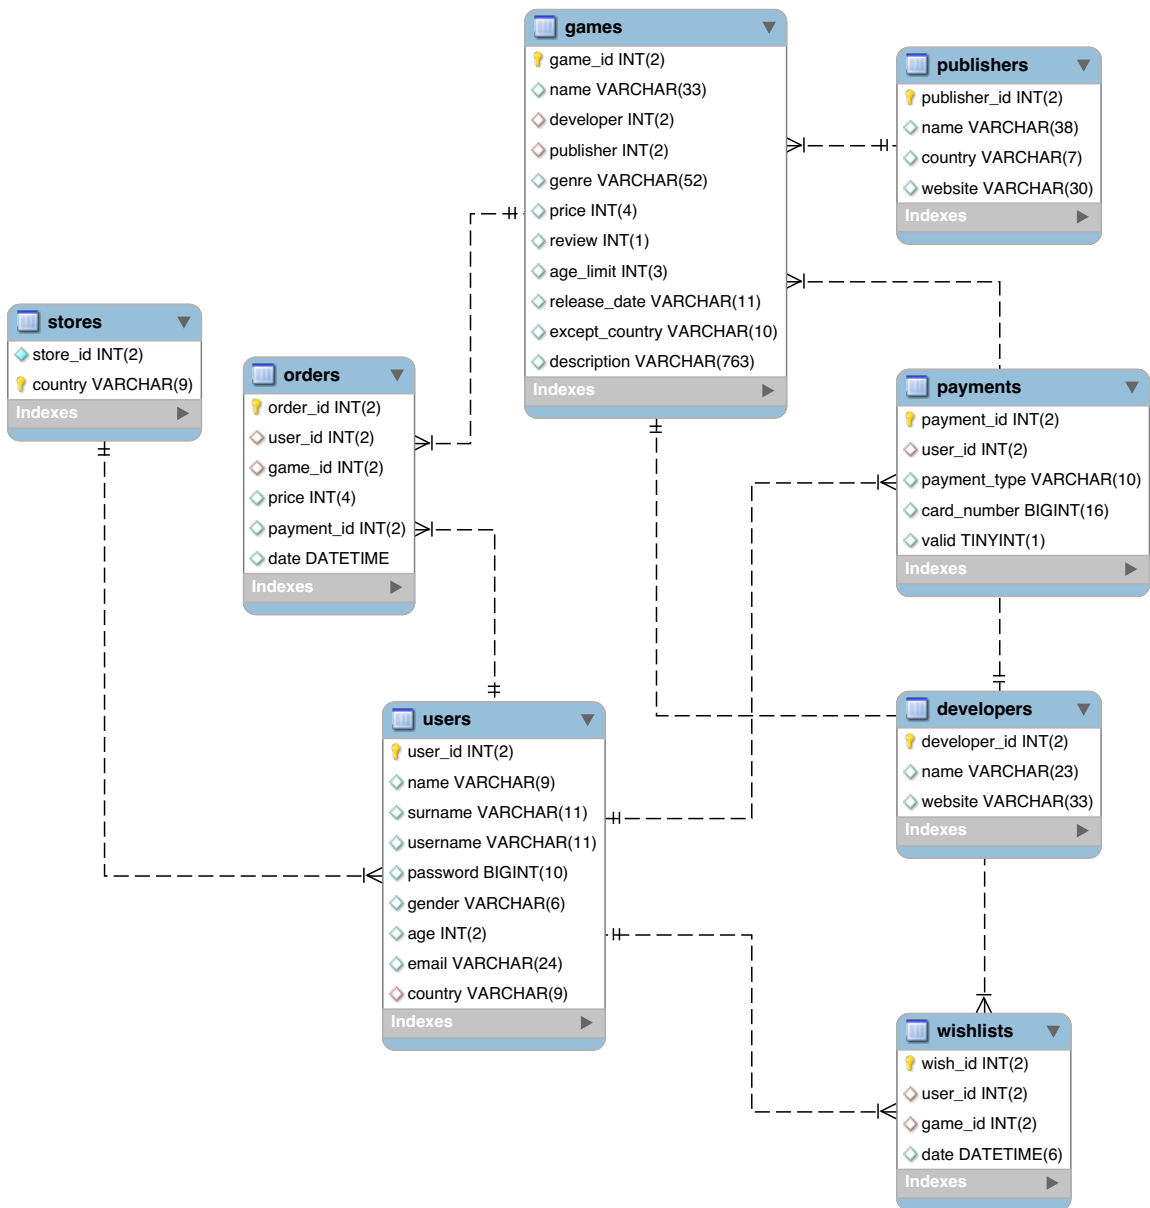 games
game_id INT(2)
name VARCHAR(33)
developer INT(2)
publisher INT(2)
genre VARCHAR(52)
price INT(4)
review INT(1)
age_limit INT(3)
release_date VARCHAR(11)
except_country VARCHAR(10)
description VARCHAR(763)
Indexes
publishers
publisher_id INT(2)
name VARCHAR(38)
country VARCHAR(7)
website VARCHAR(30)
Indexes
stores
store_id INT(2)
country VARCHAR(9)
Indexes
orders
order_id INT(2)
user_id INT(2)
game_id INT(2)
price INT(4)
payment_id INT(2)
date DATETIME
Indexes
payments
payment_id INT(2)
user_id INT(2)
payment_type VARCHAR(10)
card_number BIGINT(16)
valid TINYINT(1)
Indexes
users
user_id INT(2)
name VARCHAR(9)
surname VARCHAR(11)
username VARCHAR(11)
password BIGINT(10)
gender VARCHAR(6)
age INT(2)
email VARCHAR(24)
country VARCHAR(9)
Indexes
developers
developer_id INT(2)
name VARCHAR(23)
website VARCHAR(33)
Indexes
wishlists
wish_id INT(2)
user_id INT(2)
game_id INT(2)
date DATETIME(6)
Indexes